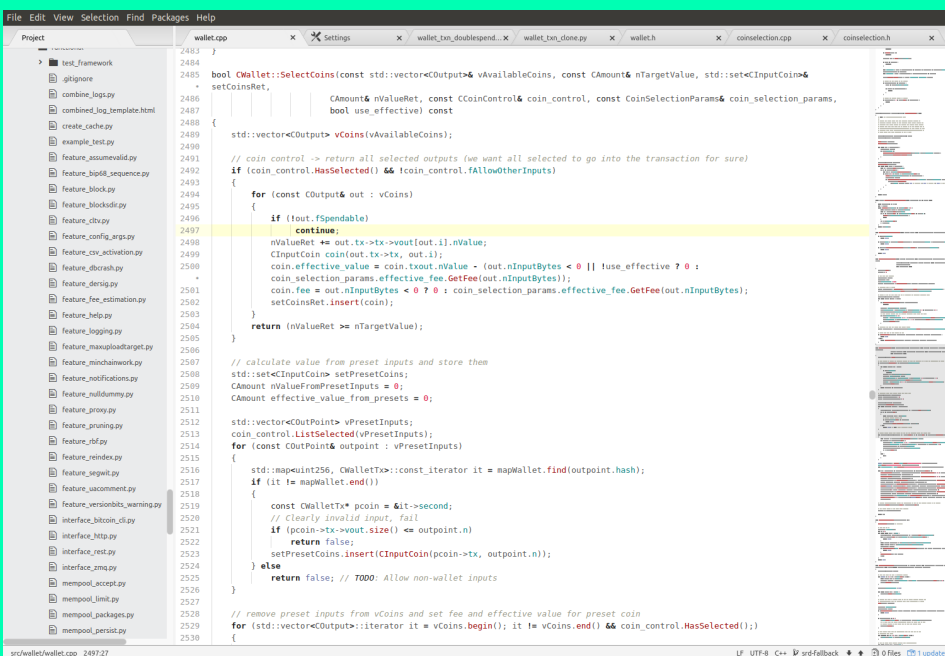 File Edit View Selection Find Packages Help
Project
wallet.cpp × Settings × wallet_txn_doublespend... × wallet_txn_clone.py × wallet.h × coinselection.cpp × coinselection.h ×
functional
> test_framework
.gitignore
combine_logs.py
combined_log_template.html
create_cache.py
example_test.py
feature_assumevalid.py
feature_bip68_sequence.py
feature_block.py
feature_blocksdir.py
feature_cltv.py
feature_config_args.py
feature_csv_activation.py
feature_dbcrash.py
feature_dersig.py
feature_fee_estimation.py
feature_help.py
feature_logging.py
feature_maxuploadtarget.py
feature_minchainwork.py
feature_notifications.py
feature_nulldummy.py
feature_proxy.py
feature_pruning.py
feature_rbf.py
feature_reindex.py
feature_segwit.py
feature_uacomment.py
feature_versionbits_warning.py
interface_bitcoin_cli.py
interface_http.py
interface_rest.py
interface_zmq.py
mempool_accept.py
mempool_limit.py
mempool_packages.py
mempool_persist.py
2483 }
2484
2485 bool CWallet::SelectCoins(const std::vector<COutput>& vAvailableCoins, const CAmount& nTargetValue, std::set<CInputCoin>&
• setCoinsRet,
2486 CAmount& nValueRet, const CCoinControl& coin_control, const CoinSelectionParams& coin_selection_params,
2487 bool use_effective) const
2488 {
2489 std::vector<COutput> vCoins(vAvailableCoins);
2490
2491 // coin control -> return all selected outputs (we want all selected to go into the transaction for sure)
2492 if (coin_control.HasSelected() && !coin_control.fAllowOtherInputs)
2493 {
2494 for (const COutput& out : vCoins)
2495 {
2496 if (!out.fSpendable)
2497 continue;
2498 nValueRet += out.tx->tx->vout[out.i].nValue;
2499 CInputCoin coin(out.tx->tx, out.i);
2500 coin.effective_value = coin.txout.nValue - (out.nInputBytes < 0 || !use_effective ? 0 :
• coin_selection_params.effective_fee.GetFee(out.nInputBytes));
2501 coin.fee = out.nInputBytes < 0 ? 0 : coin_selection_params.effective_fee.GetFee(out.nInputBytes);
2502 setCoinsRet.insert(coin);
2503 }
2504 return (nValueRet >= nTargetValue);
2505 }
2506
2507 // calculate value from preset inputs and store them
2508 std::set<CInputCoin> setPresetCoins;
2509 CAmount nValueFromPresetInputs = 0;
2510 CAmount effective_value_from_presets = 0;
2511
2512 std::vector<COutPoint> vPresetInputs;
2513 coin_control.ListSelected(vPresetInputs);
2514 for (const COutPoint& outpoint : vPresetInputs)
2515 {
2516 std::map<uint256, CWalletTx>::const_iterator it = mapWallet.find(outpoint.hash);
2517 if (it != mapWallet.end())
2518 {
2519 const CWalletTx* pcoin = &it->second;
2520 // Clearly invalid input, fail
2521 if (pcoin->tx->vout.size() <= outpoint.n)
2522 return false;
2523 setPresetCoins.insert(CInputCoin(pcoin->tx, outpoint.n));
2524 } else
2525 return false; // TODO: Allow non-wallet inputs
2526 }
2527
2528 // remove preset inputs from vCoins and set fee and effective value for preset coin
2529 for (std::vector<COutput>::iterator it = vCoins.begin(); it != vCoins.end() && coin_control.HasSelected();)
2530 {
src/wallet/wallet.cpp 2497:27 LF UTF-8 C++ srd-fallback 0 files 1 update